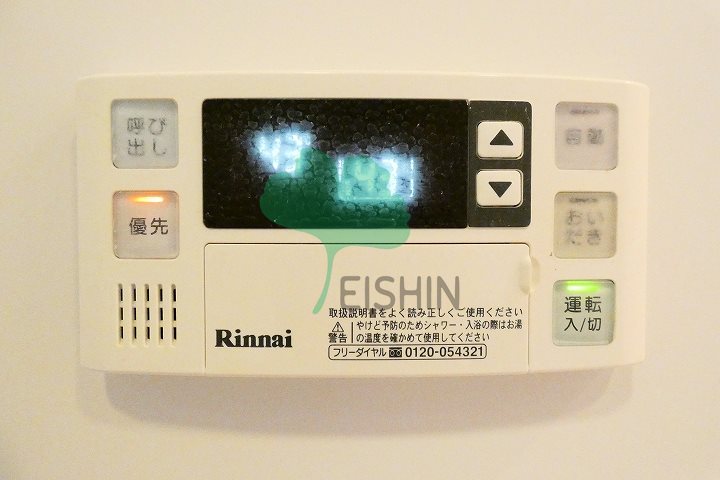 呼び
出し
自動
優先
おい
だき
EISHIN
取扱説明書をよく読み正しくご使用ください
警告 やけど予防のためシャワー・入浴の際はお湯
の温度を確かめて使用してください
フリーダイヤル 0120-054321
Rinnai
運転
入/切